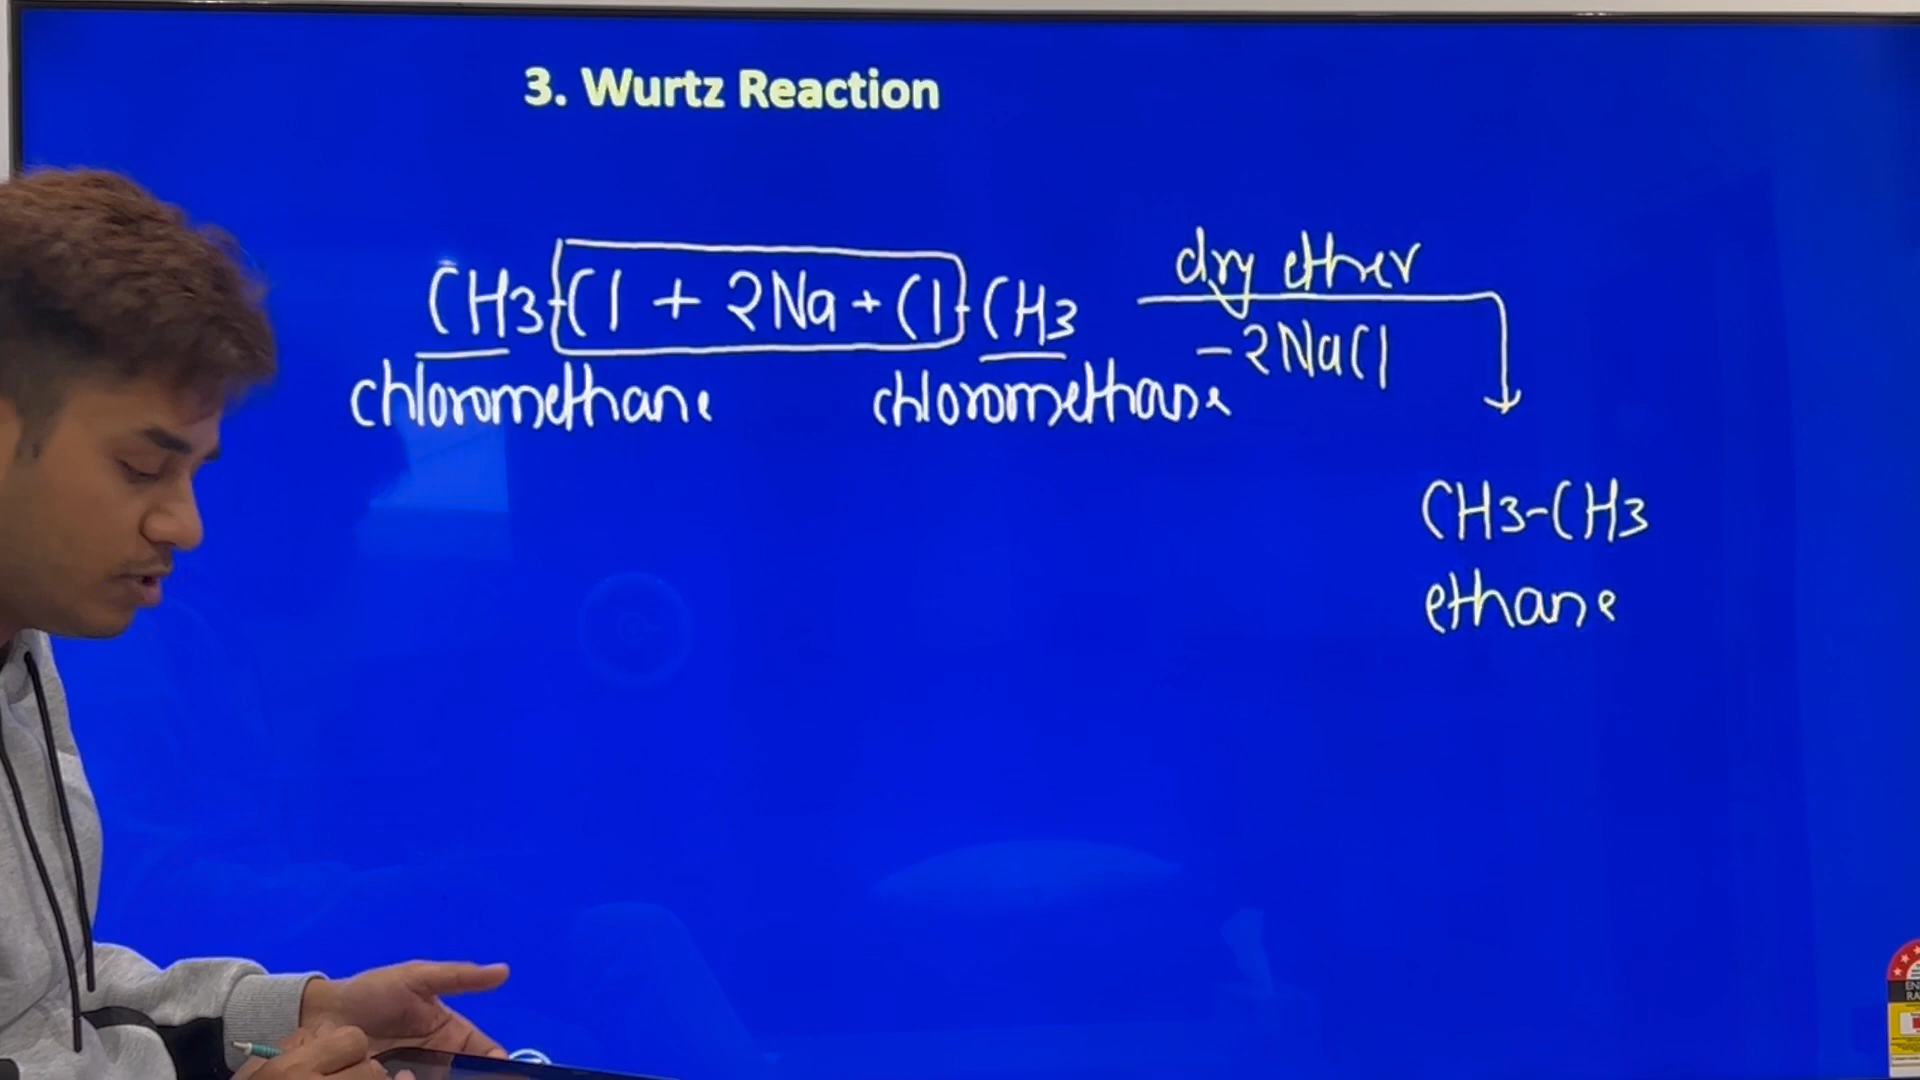 3. Wurtz Reaction
CH3-Cl + 2Na + Cl-CH3 dry ether
-2NaCl
chloromethane chloromethane
CH3-CH3
ethane